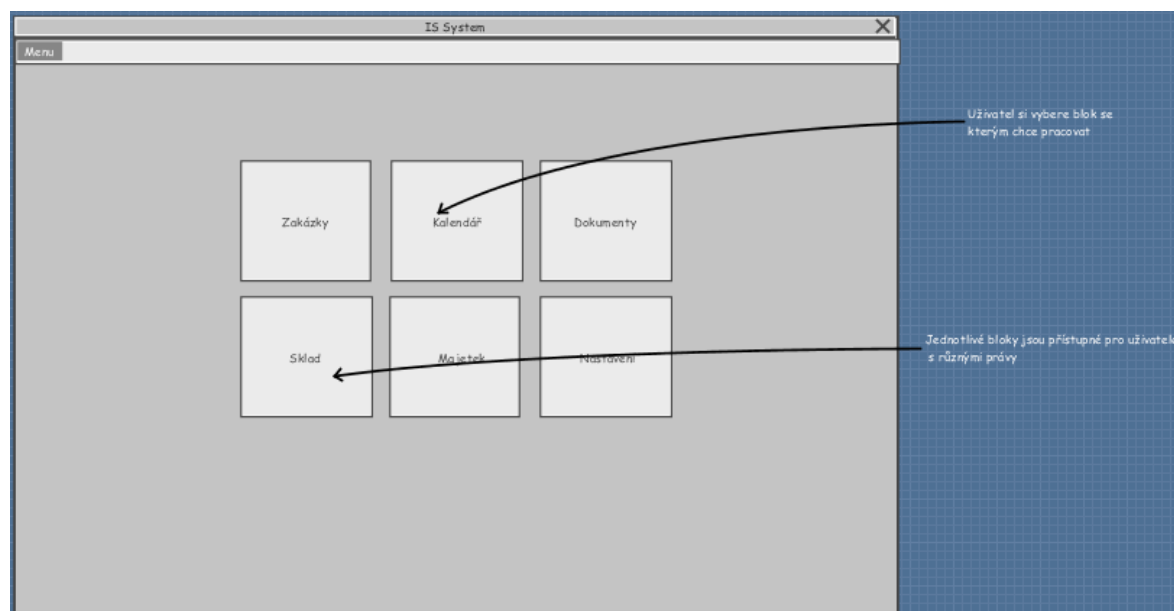 IS System
Menu
Uživatel si vybere blok se
kterým chce pracovat
Zakázky
Kalendář
Dokumenty
Jednotlivé bloky jsou přístupné pro uživatele
s různými právy
Sklad
Majetek
Nastavení